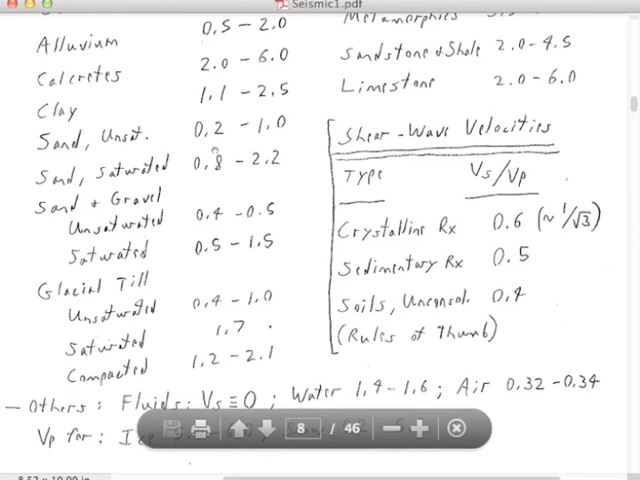 Seismic1.pdf
0.5 - 2.0
Alluvium
2.0 - 6.0
Calcretes
1.1 - 2.5
Clay
Sand, Unsat. 0.2 - 1.0
Sand, Saturated 0.8 - 2.2
Sand & Gravel
Unsaturated 0.4 - 0.5
Saturated 0.5 - 1.5
Glacial Till
Unsaturated 0.4 - 1.0
Saturated 1.7
Compacted 1.2 - 2.1
Metamorphics
Sandstone & Shale 2.0 - 4.5
Limestone 2.0 - 6.0
Shear-Wave Velocities
TYPE Vs/Vp
Crystalline Rx 0.6 (~ 1/√3)
Sedimentary Rx 0.5
Soils, Unconsol. 0.4
(Rules of Thumb)
- Others: Fluids: Vs ≡ 0 ; Water 1.4 - 1.6 ; Air 0.32 - 0.34
Vp for:
8 / 46